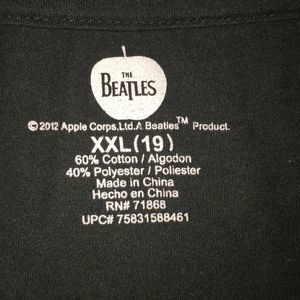 THE
BEATLES
© 2012 Apple Corps.Ltd.A Beatles™ Product.
XXL(19)
60% Cotton / Algodon
40% Polyester / Poliester
Made in China
Hecho en China
RN# 71868
UPC# 75831588461